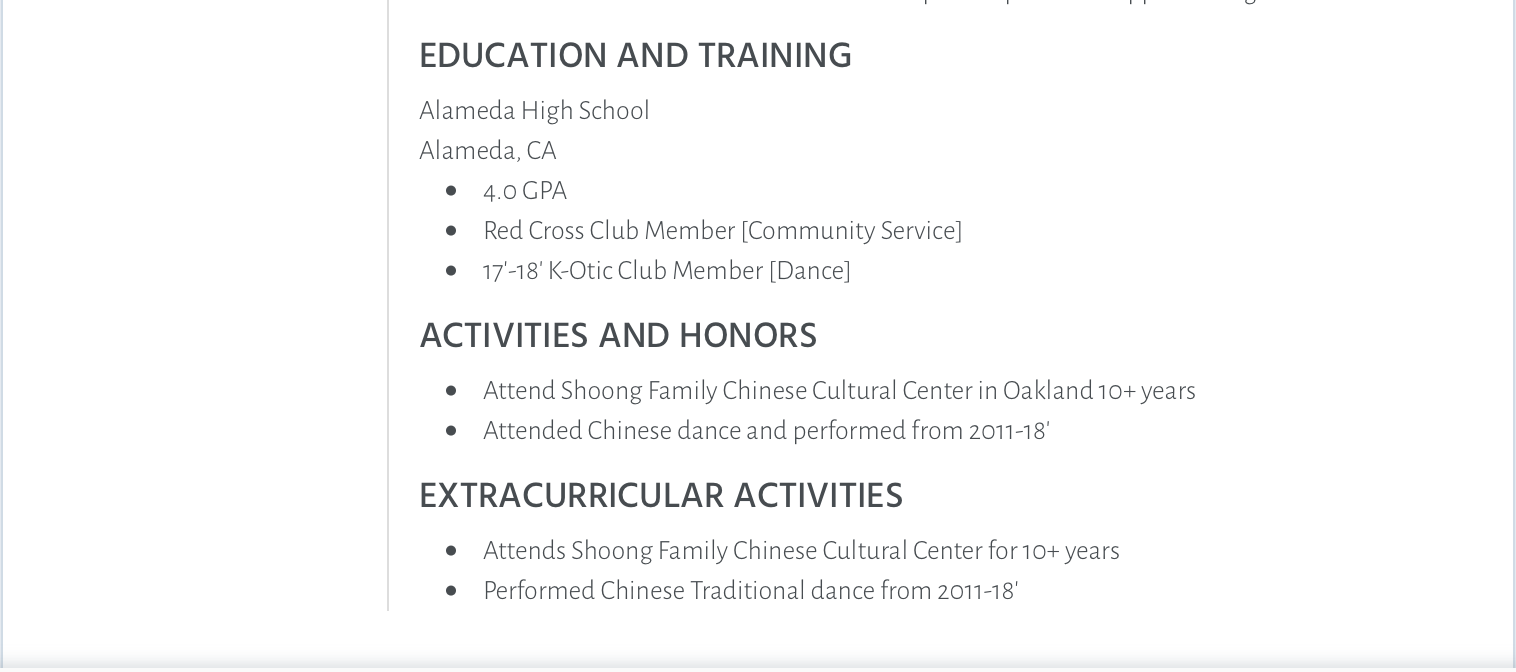 EDUCATION AND TRAINING
Alameda High School
Alameda, CA
• 4.0 GPA
• Red Cross Club Member [Community Service]
• 17'-18' K-Otic Club Member [Dance]
ACTIVITIES AND HONORS
• Attend Shoong Family Chinese Cultural Center in Oakland 10+ years
• Attended Chinese dance and performed from 2011-18'
EXTRACURRICULAR ACTIVITIES
• Attends Shoong Family Chinese Cultural Center for 10+ years
• Performed Chinese Traditional dance from 2011-18'